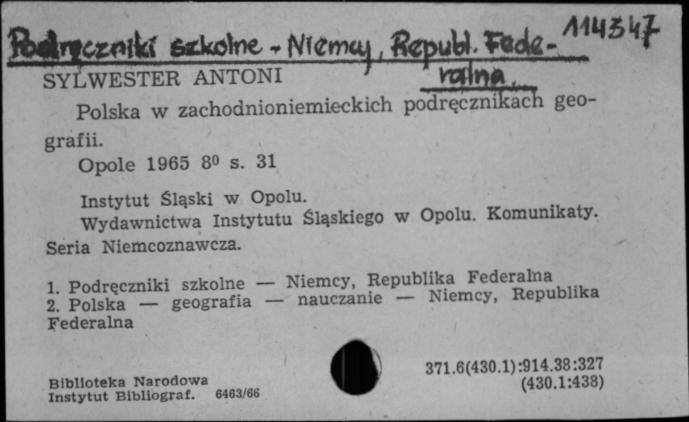 Podręczniki szkolne - Niemcy, Republ. Fede-
ralna.
114347
SYLWESTER ANTONI
Polska w zachodnioniemieckich podręcznikach geo-
grafii.
Opole 1965 8⁰ s. 31
Instytut Śląski w Opolu.
Wydawnictwa Instytutu Śląskiego w Opolu. Komunikaty.
Seria Niemcoznawcza.
1. Podręczniki szkolne — Niemcy, Republika Federalna
2. Polska — geografia — nauczanie — Niemcy, Republika
Federalna
371.6(430.1):914.38:327
(430.1:438)
Biblioteka Narodowa
Instytut Bibliograf. 6463/66